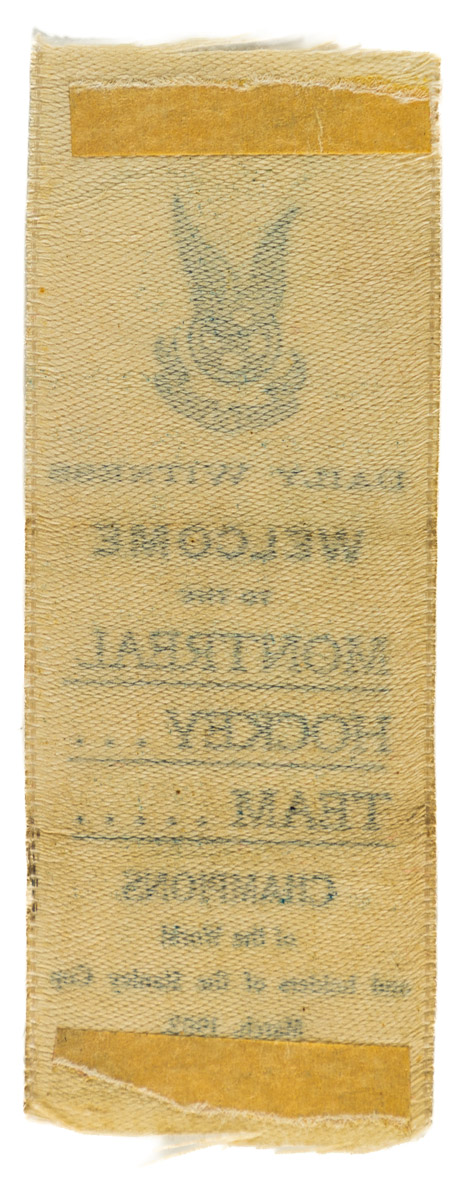 DAILY WITNESS
WELCOME
to the
MONTREAL
HOCKEY . . .
TEAM . . . . .
CHAMPIONS
of the World
and holders of the Stanley Cup
March,